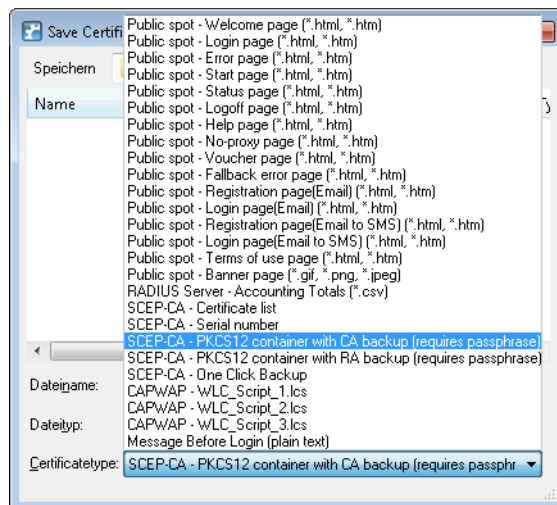 Save Certifi
Speichern
Name
Public spot - Welcome page (*.html, *.htm)
Public spot - Login page (*.html, *.htm)
Public spot - Error page (*.html, *.htm)
Public spot - Start page (*.html, *.htm)
Public spot - Status page (*.html, *.htm)
Public spot - Logoff page (*.html, *.htm)
Public spot - Help page (*.html, *.htm)
Public spot - No-proxy page (*.html, *.htm)
Public spot - Voucher page (*.html, *.htm)
Public spot - Fallback error page (*.html, *.htm)
Public spot - Registration page(Email) (*.html, *.htm)
Public spot - Login page(Email) (*.html, *.htm)
Public spot - Registration page(Email to SMS) (*.html, *.htm)
Public spot - Login page(Email to SMS) (*.html, *.htm)
Public spot - Terms of use page (*.html, *.htm)
Public spot - Banner page (*.gif, *.png, *.jpeg)
RADIUS Server - Accounting Totals (*.csv)
SCEP-CA - Certificate list
SCEP-CA - Serial number
SCEP-CA - PKCS12 container with CA backup (requires passphrase)
SCEP-CA - PKCS12 container with RA backup (requires passphrase)
SCEP-CA - One Click Backup
CAPWAP - WLC_Script_1.lcs
CAPWAP - WLC_Script_2.lcs
CAPWAP - WLC_Script_3.lcs
Message Before Login (plain text)
Dateiname:
Dateityp:
Certificatetype: SCEP-CA - PKCS12 container with CA backup (requires passphr